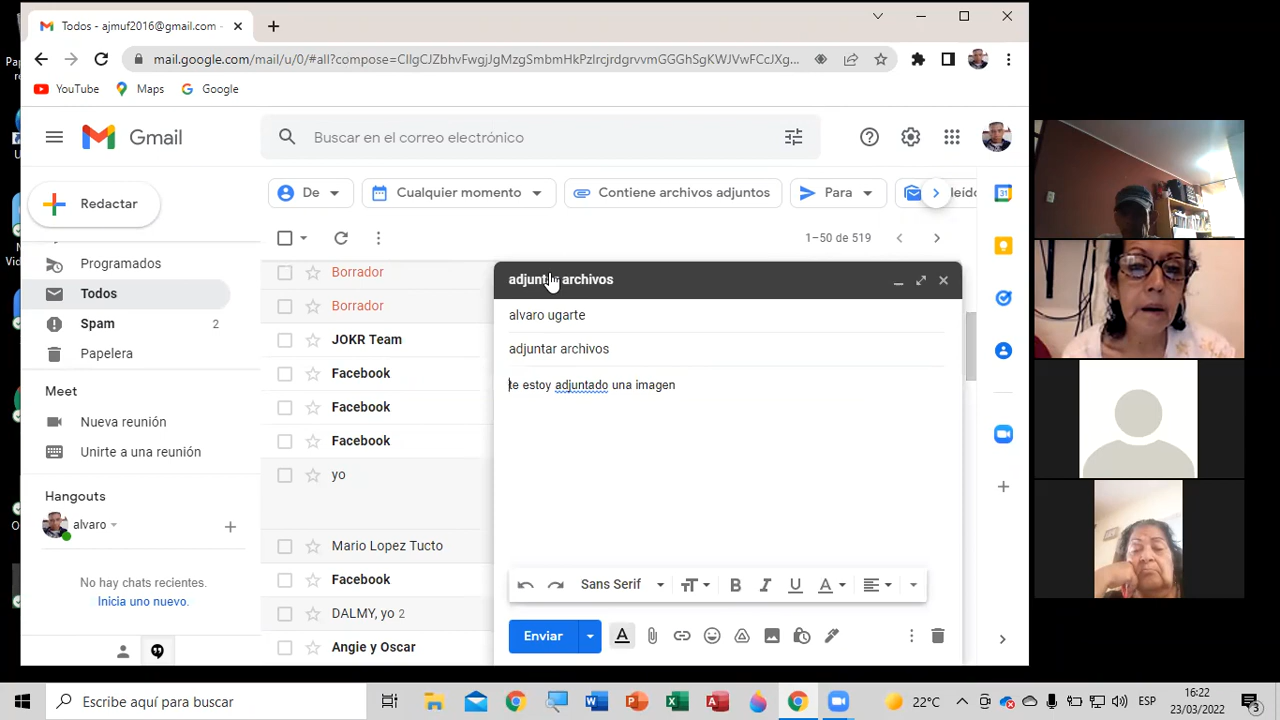 Todos - ajmuf2016@gmail.com -
mail.google.com/mail/u/0/#all?compose=CllgCJZbhvFwgjJgMzgSmbmHkPzlrcjrdgrvvmGGGhSgKWJVwFCcJXg...
YouTube
Maps
Google
Gmail
Buscar en el correo electrónico
Redactar
De
Cualquier momento
Contiene archivos adjuntos
Para
leído
1–50 de 519
Programados
Todos
Spam 2
Papelera
Meet
Nueva reunión
Unirte a una reunión
Hangouts
alvaro
No hay chats recientes.
Inicia uno nuevo.
Borrador
Borrador
JOKR Team
Facebook
Facebook
Facebook
yo
Mario Lopez Tucto
Facebook
DALMY, yo 2
Angie y Oscar
adjuntar archivos
alvaro ugarte
adjuntar archivos
te estoy adjuntado una imagen
Sans Serif
B I U A
Enviar
A
31
Escribe aquí para buscar
22°C
ESP
16:22
23/03/2022
3